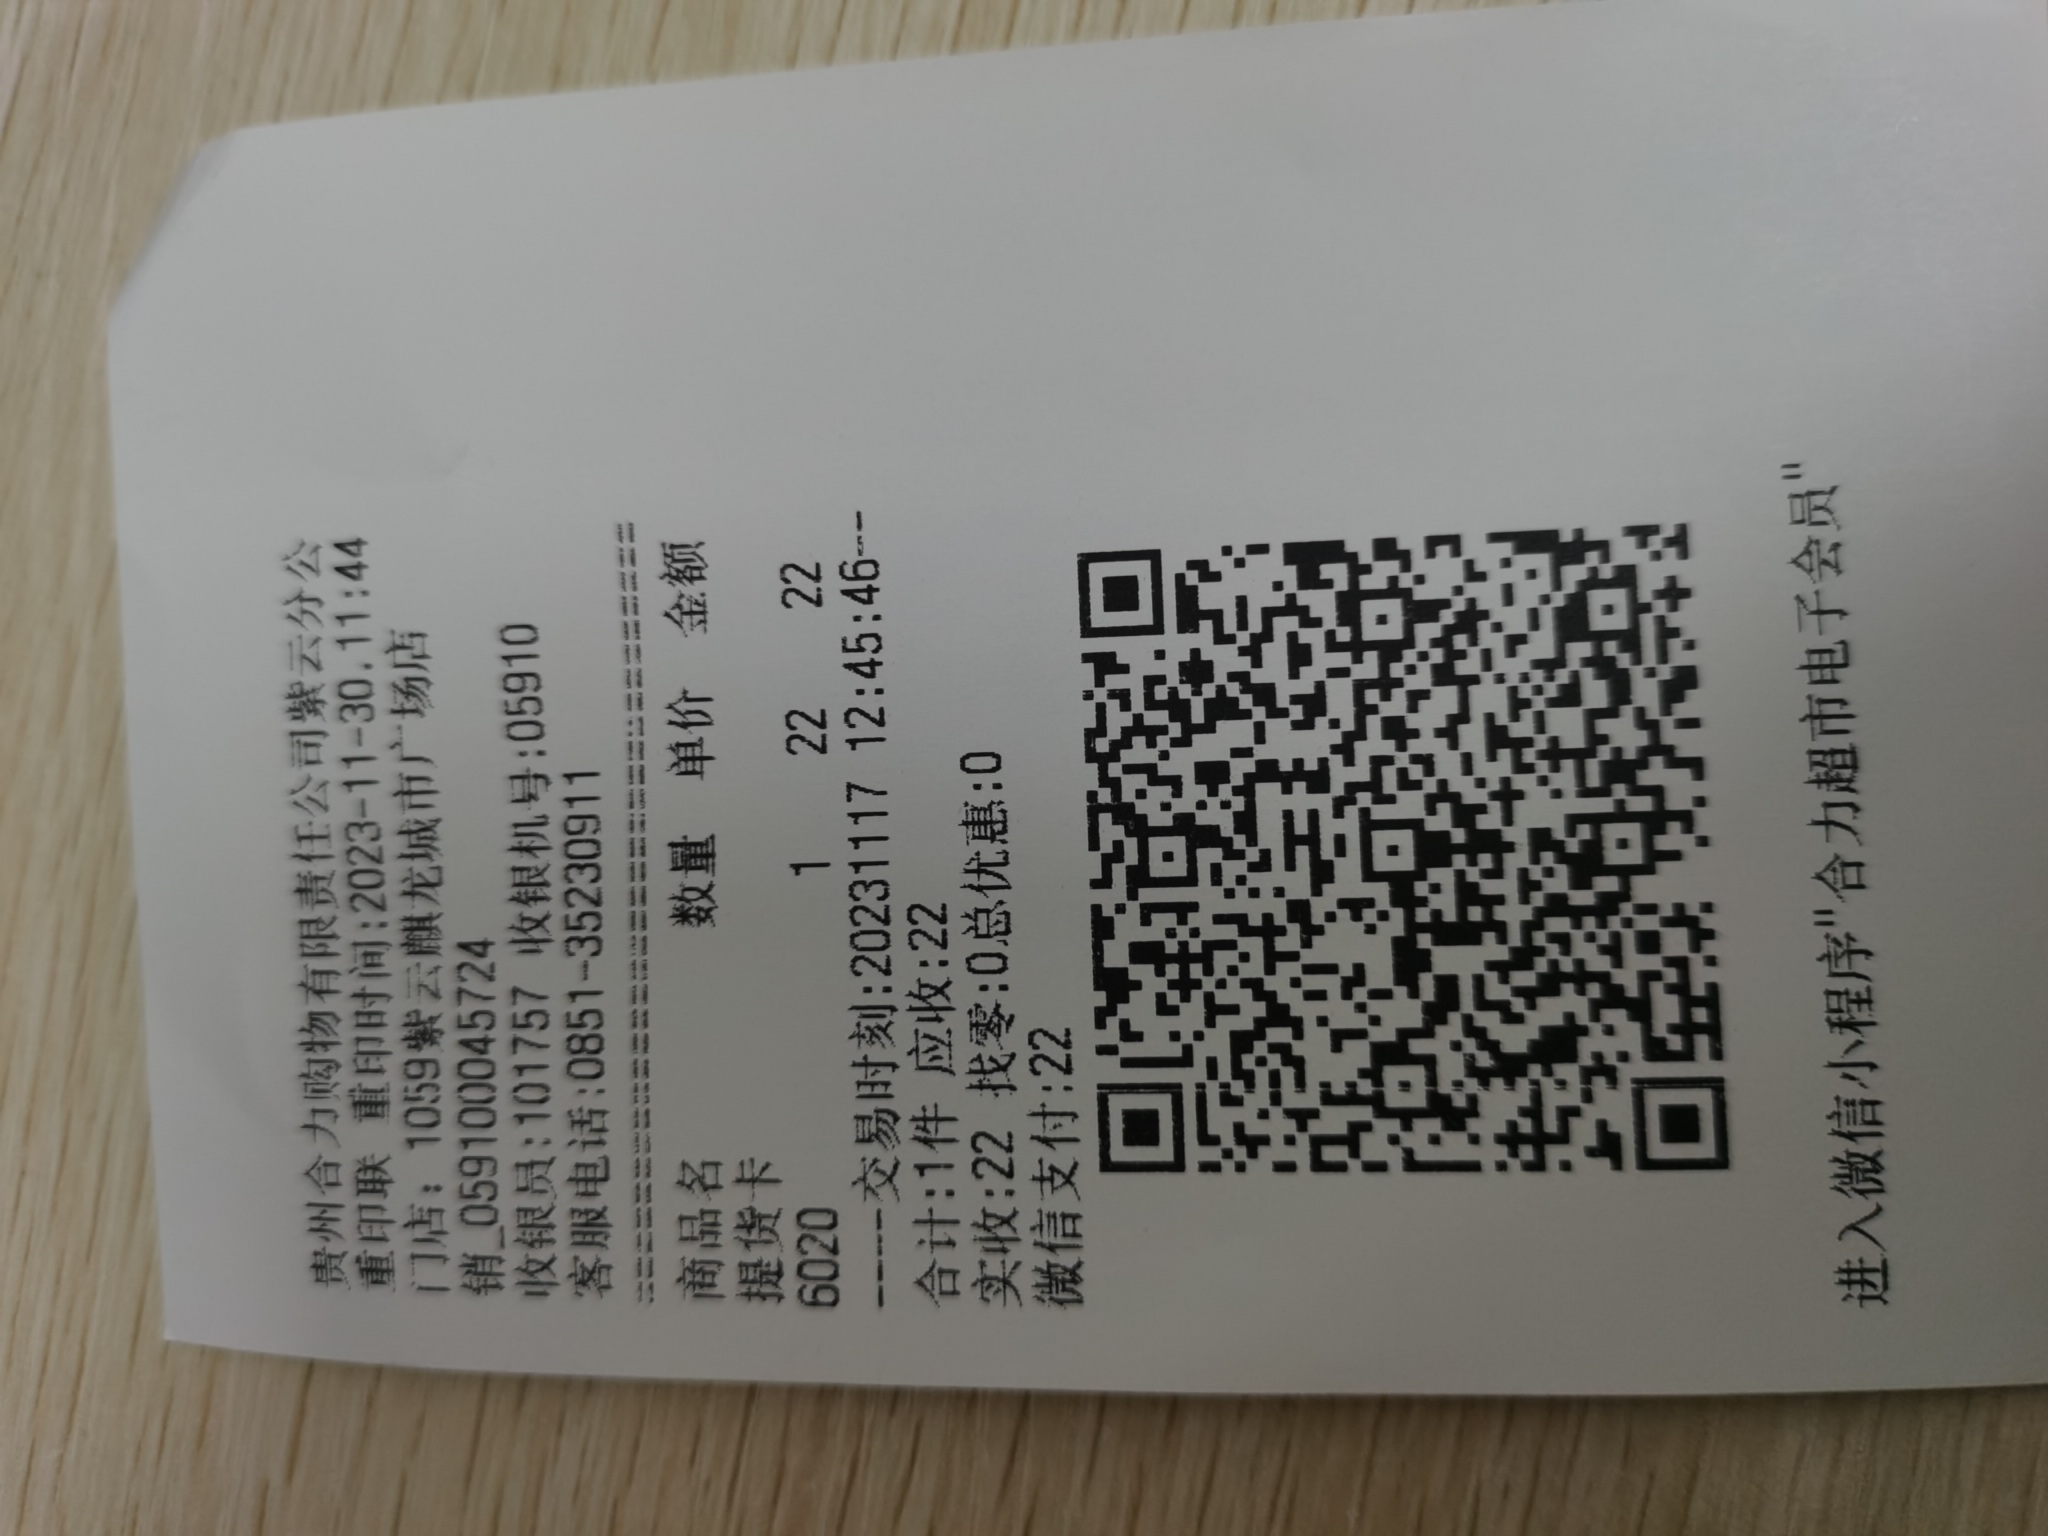 贵州合力购物有限责任公司紫云分公
重印联 重印时间:2023-11-30.11:44
门店: 1059紫云麒龙城市广场店
销_0591000045724
收银员:101757 收银机号:05910
客服电话:0851-35230911
商品名 数量 单价 金额
提货卡
6020 1 22 22
----交易时刻:20231117 12:45:46--
合计:1件 应收:22
实收:22 找零:0总优惠:0
微信支付:22
进入微信小程序"合力超市电子会员"